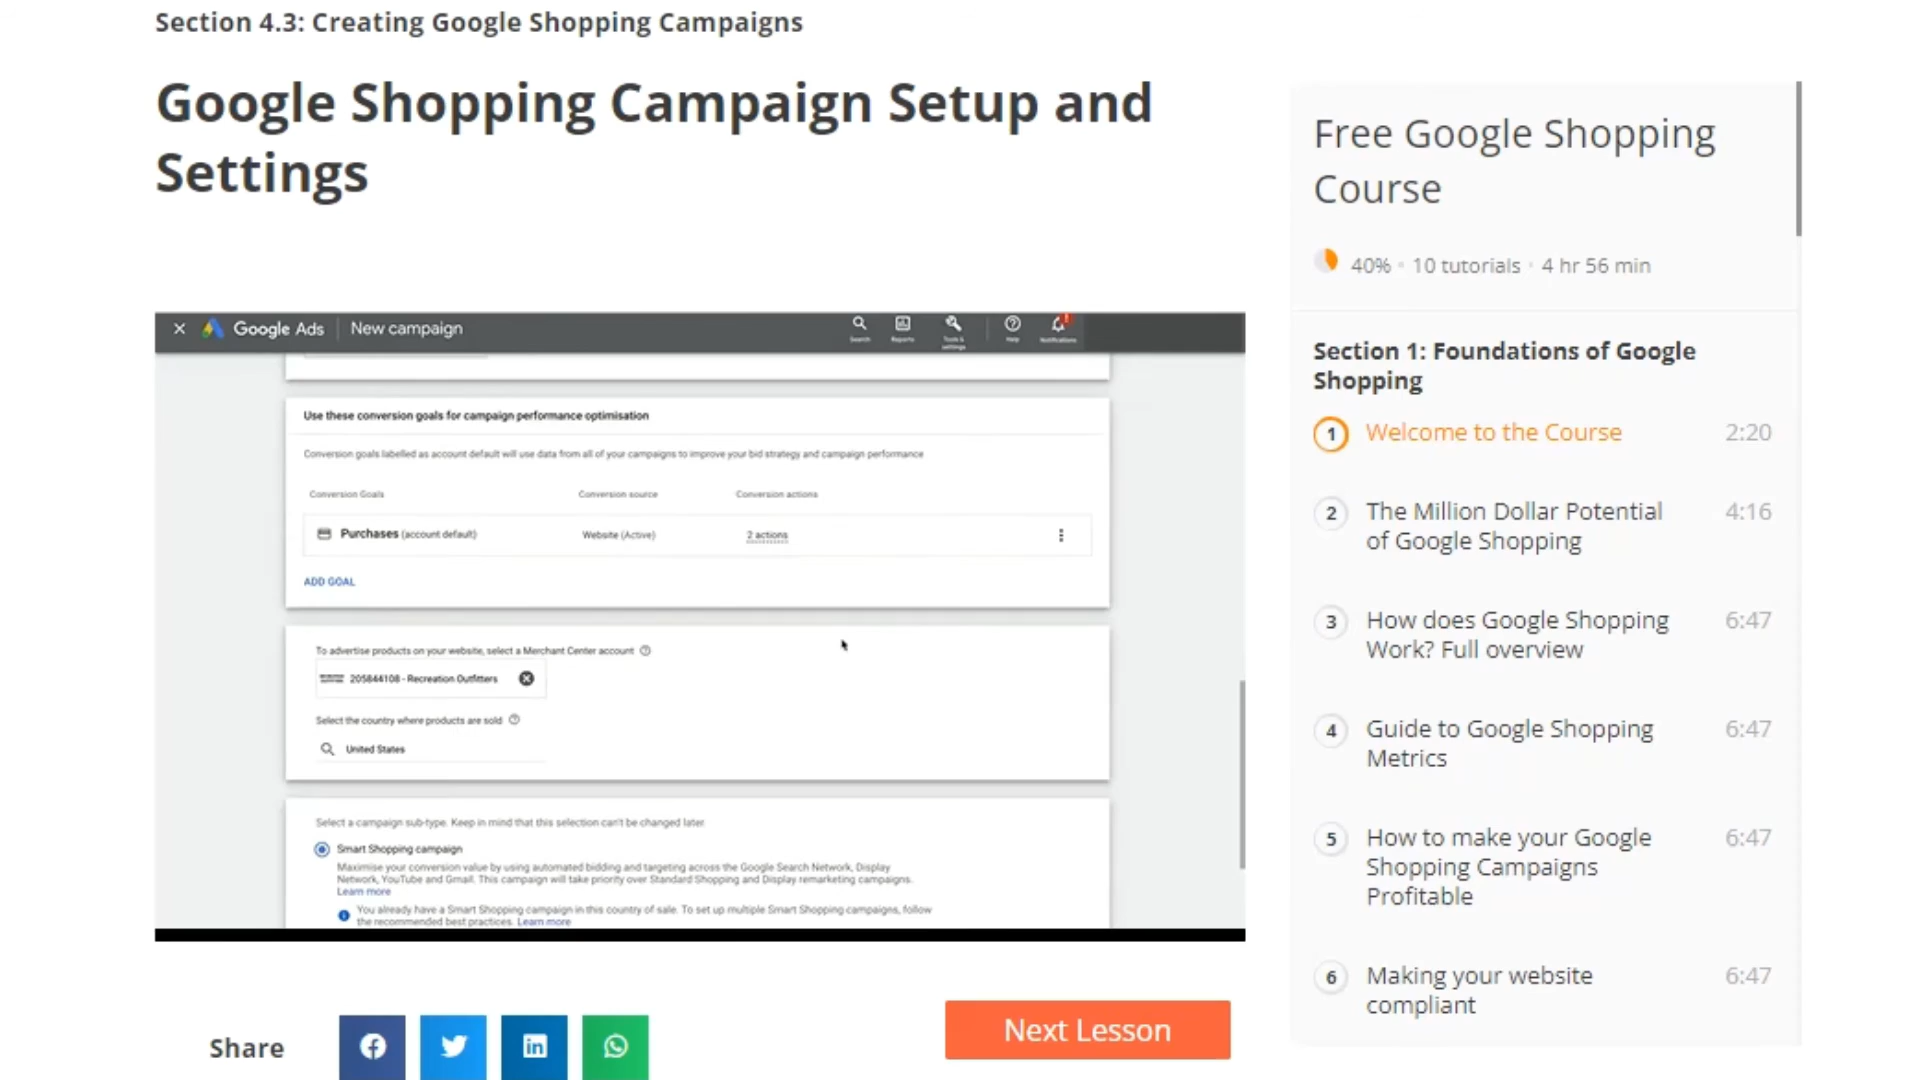 Section 4.3: Creating Google Shopping Campaigns
Google Shopping Campaign Setup and
Settings
Google Ads
New campaign
Search
Reports
Tools &
settings
Help
Notifications
Use these conversion goals for campaign performance optimisation
Conversion goals labelled as account default will use data from all of your campaigns to improve your bid strategy and campaign performance
Conversion Goals
Conversion source
Conversion actions
Purchases (account default)
Website (Active)
2 actions
ADD GOAL
To advertise products on your website, select a Merchant Center account
205844108 - Recreation Outfitters
Select the country where products are sold
United States
Select a campaign sub-type. Keep in mind that this selection can't be changed later.
Smart Shopping campaign
Maximise your conversion value by using automated bidding and targeting across the Google Search Network, Display
Network, YouTube and Gmail. This campaign will take priority over Standard Shopping and Display remarketing campaigns.
Learn more
You already have a Smart Shopping campaign in this country of sale. To set up multiple Smart Shopping campaigns, follow
the recommended best practices. Learn more
Share
Next Lesson
Free Google Shopping
Course
40% • 10 tutorials • 4 hr 56 min
Section 1: Foundations of Google
Shopping
1 Welcome to the Course 2:20
2 The Million Dollar Potential 4:16
of Google Shopping
3 How does Google Shopping 6:47
Work? Full overview
4 Guide to Google Shopping 6:47
Metrics
5 How to make your Google 6:47
Shopping Campaigns
Profitable
6 Making your website 6:47
compliant